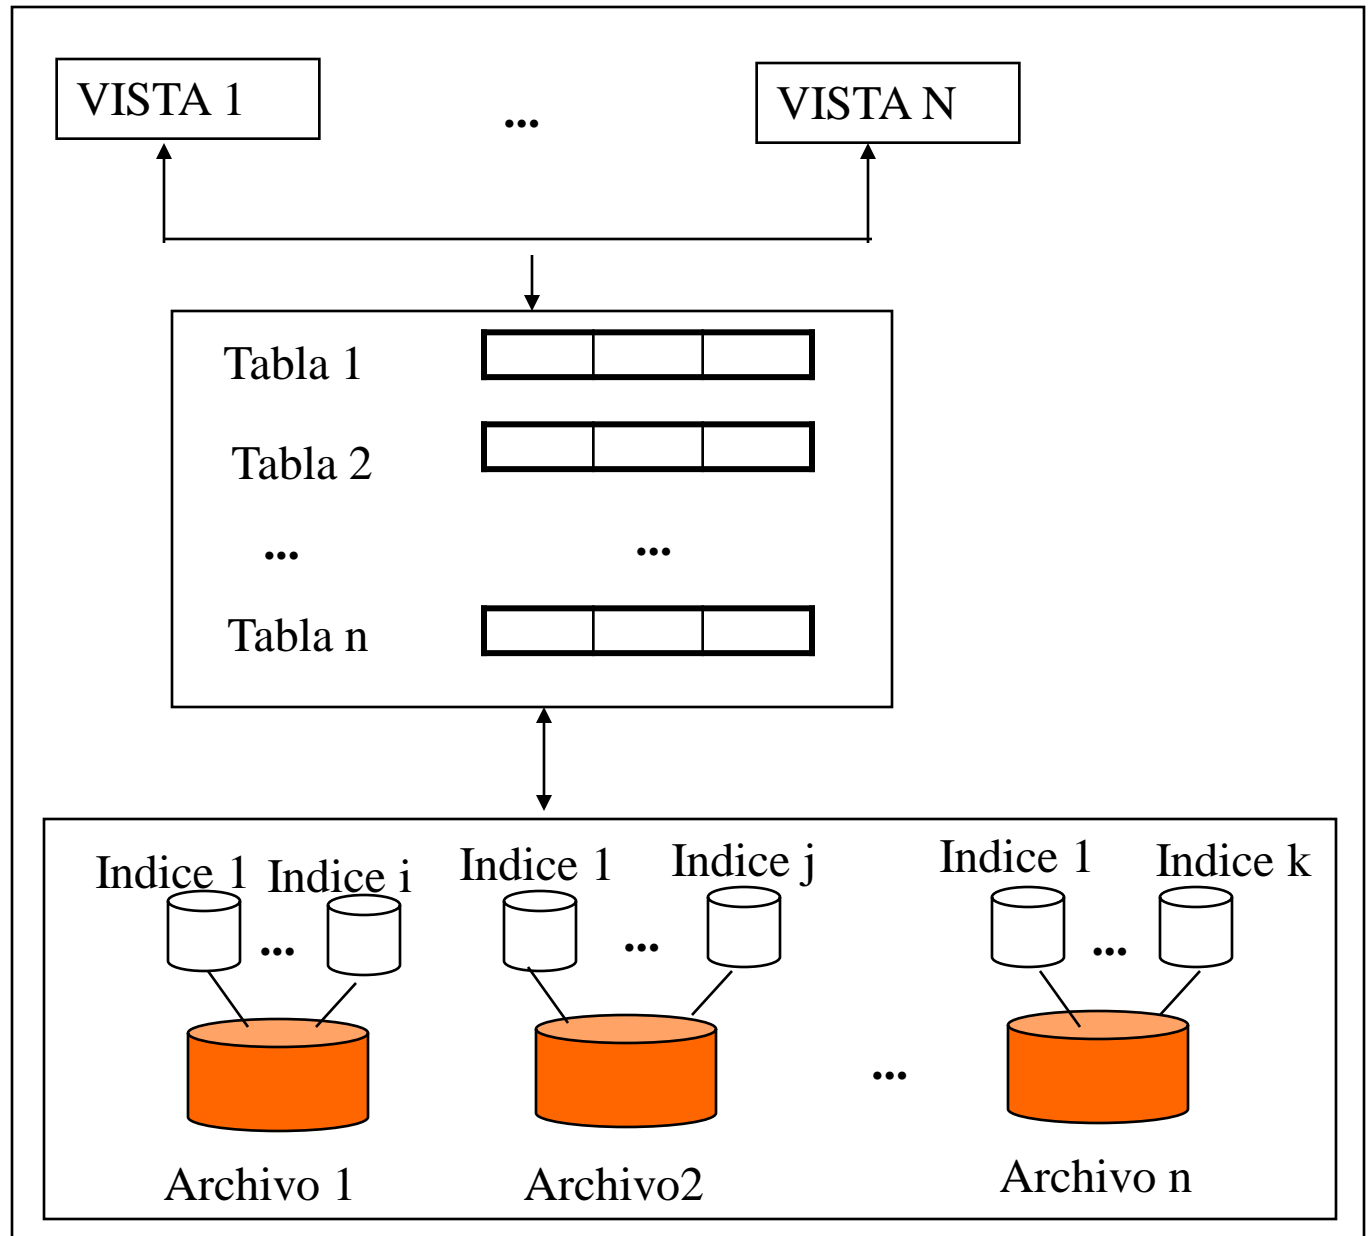 VISTA 1 ... VISTA N
Tabla 1
Tabla 2
... ...
Tabla n
Indice 1 Indice i Indice 1 Indice j Indice 1 Indice k
... ... ...
...
Archivo 1 Archivo2 Archivo n